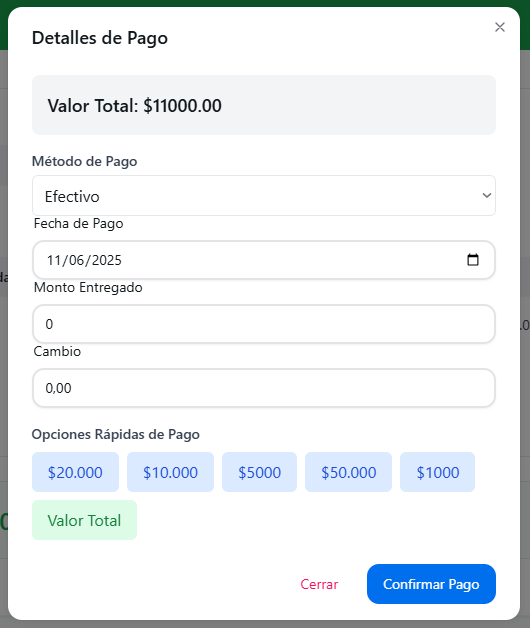 Detalles de Pago
Valor Total: $11000.00
Método de Pago
Efectivo
Fecha de Pago
11/06/2025
Monto Entregado
0
Cambio
0,00
Opciones Rápidas de Pago
$20.000 $10.000 $5000 $50.000 $1000
Valor Total
Cerrar Confirmar Pago